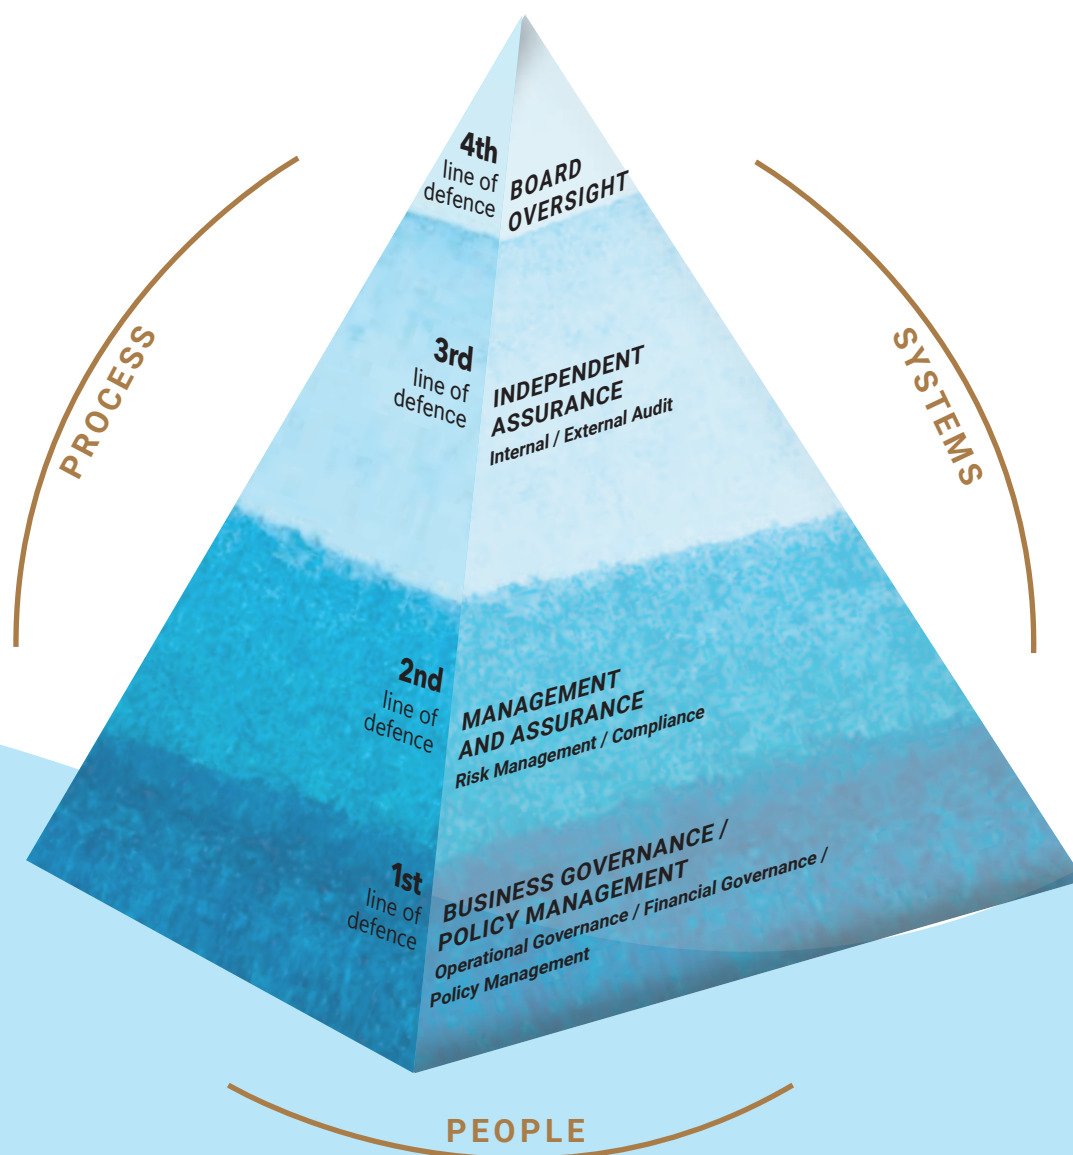 4th
line of
defence
BOARD
OVERSIGHT
PROCESS
SYSTEMS
3rd
line of
defence
INDEPENDENT
ASSURANCE
Internal / External Audit
2nd
line of
defence
MANAGEMENT
AND ASSURANCE
Risk Management / Compliance
1st
line of
defence
BUSINESS GOVERNANCE /
POLICY MANAGEMENT
Operational Governance / Financial Governance /
Policy Management
PEOPLE